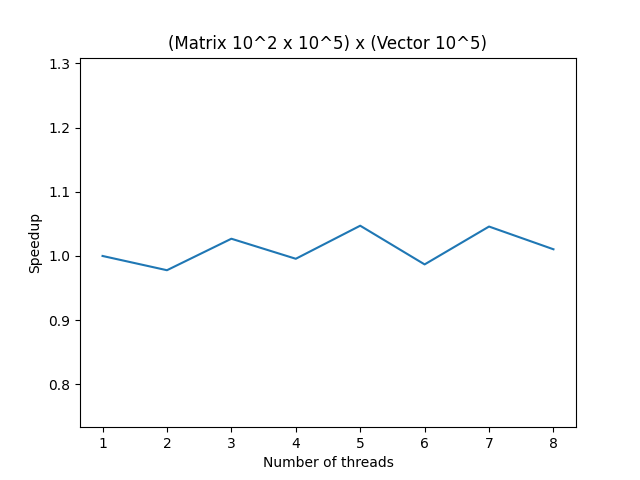 (Matrix 10^2 x 10^5) x (Vector 10^5)
1.3
1.2
1.1
1.0
0.9
0.8
Speedup
1 2 3 4 5 6 7 8
Number of threads